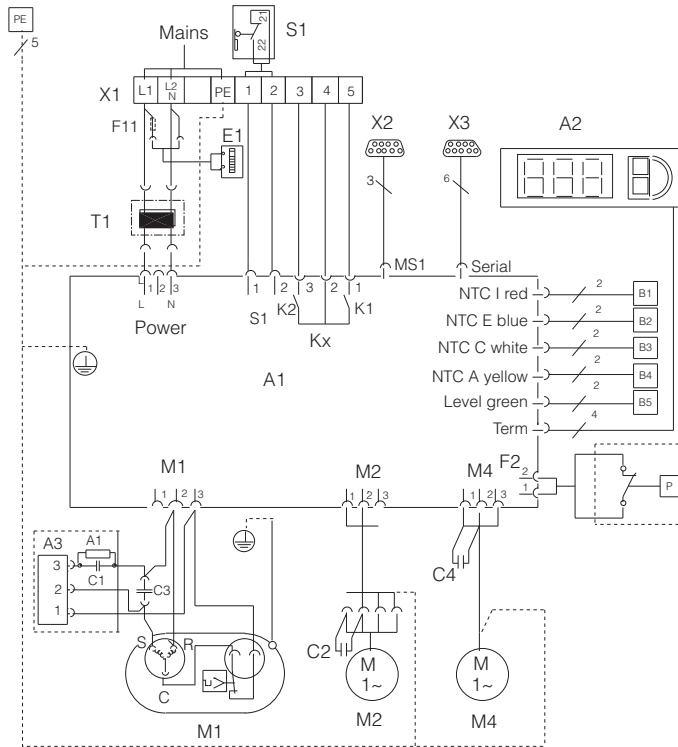 PE
5
Mains
21
22
S1
X1
L1
L2
N
PE
1
2
3
4
5
F11
E1
X2
X3
A2
3
6
T1
MS1
Serial
L
1
2
3
L
N
Power
1
2
3
2
1
S1
K2
K1
Kx
A1
NTC I red
2
B1
NTC E blue
2
B2
NTC C white
2
B3
NTC A yellow
2
B4
Level green
2
B5
Term
4
M1
M2
M4
F2
2
1
P
1
2
3
1
2
3
1
2
3
A3
A1
3
C1
2
1
C3
C4
S
R
C
C2
M
1~
M
1~
M1
M2
M4